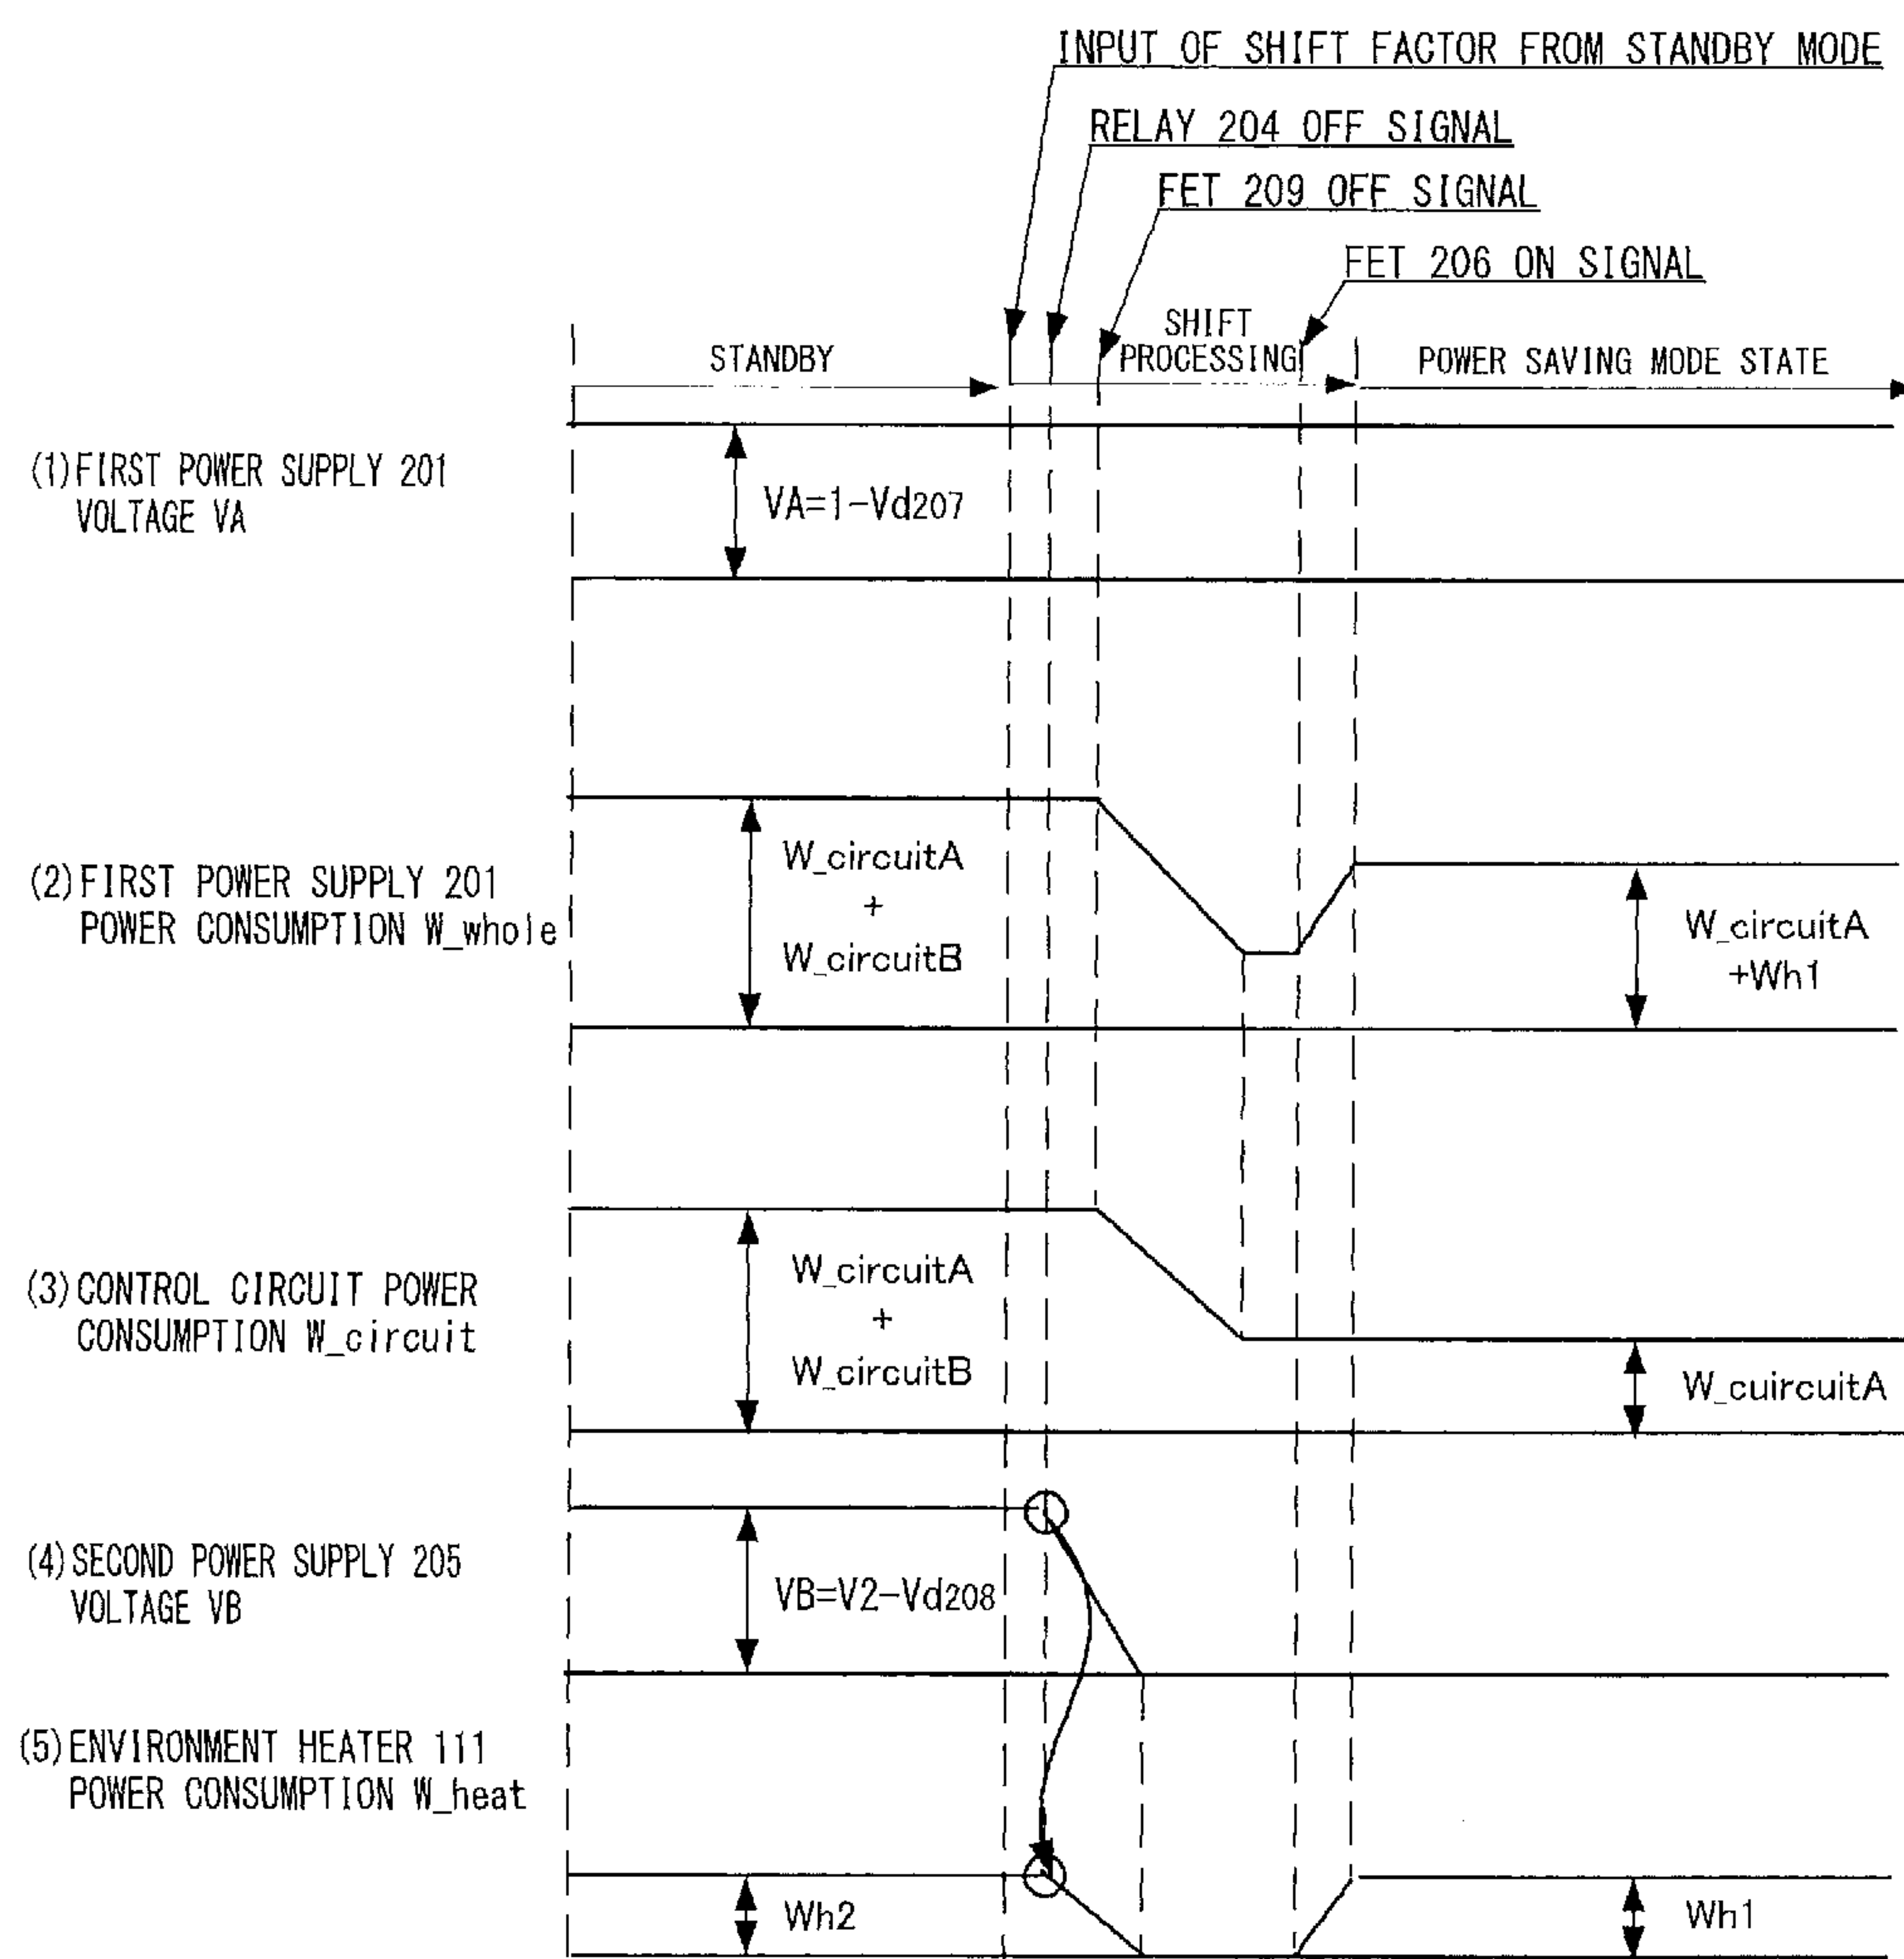 INPUT OF SHIFT FACTOR FROM STANDBY MODE
RELAY 204 OFF SIGNAL
FET 209 OFF SIGNAL
FET 206 ON SIGNAL
STANDBY
SHIFT
PROCESSING
POWER SAVING MODE STATE
(1)FIRST POWER SUPPLY 201
VOLTAGE VA
VA=1-Vd207
(2)FIRST POWER SUPPLY 201
POWER CONSUMPTION W_whole
W_circuitA
+
W_circuitB
W_circuitA
+Wh1
(3)CONTROL CIRCUIT POWER
CONSUMPTION W_circuit
W_circuitA
+
W_circuitB
W_cuircuitA
(4)SECOND POWER SUPPLY 205
VOLTAGE VB
VB=V2-Vd208
(5)ENVIRONMENT HEATER 111
POWER CONSUMPTION W_heat
Wh2
Wh1